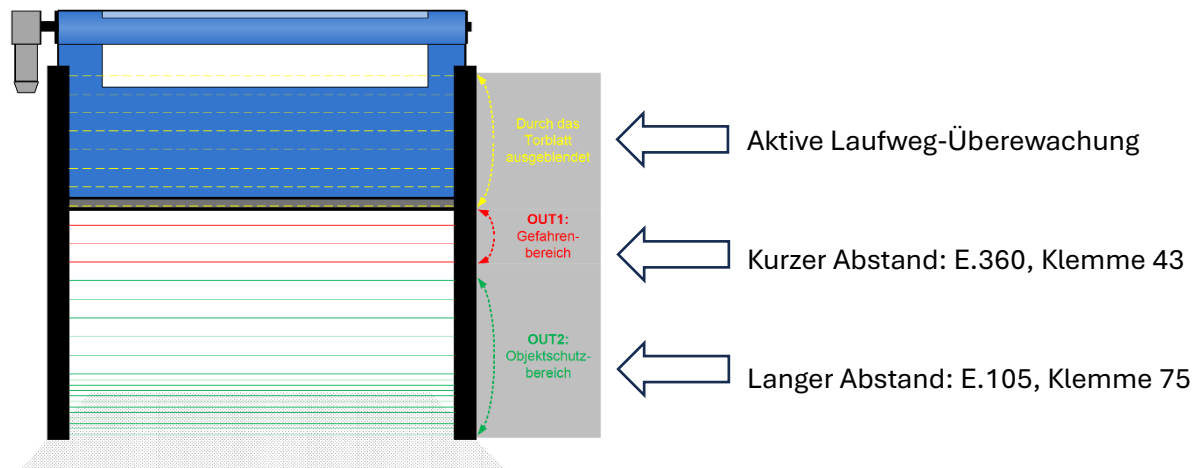 Durch das
Torblatt
ausgeblendet
Aktive Laufweg-Überewachung
OUT1:
Gefahren-
bereich
Kurzer Abstand: E.360, Klemme 43
OUT2:
Objektschutz-
bereich
Langer Abstand: E.105, Klemme 75